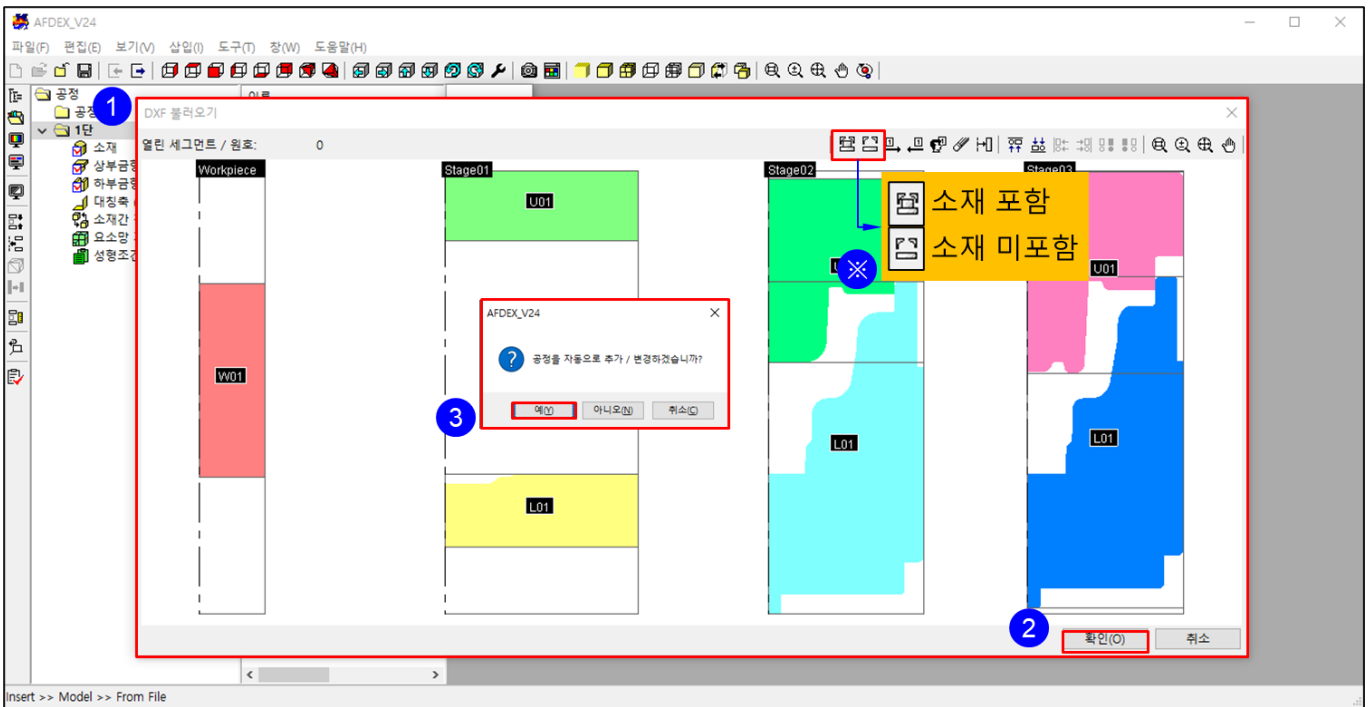 AFDEX_V24
파일(F) 편집(E) 보기(V) 삽입(I) 도구(T) 창(W) 도움말(H)
공정
1
1단
소재
상부금형
하부금형
대칭축
소재간
요소망
성형조건
DXF 불러오기
열린 세그먼트 / 원호: 0
Workpiece
W01
Stage01
U01
L01
Stage02
L01
Stage03
U01
L01
소재 포함
소재 미포함
※
AFDEX_V24
공정을 자동으로 추가 / 변경하겠습니까?
예(Y) 아니오(N) 취소(C)
3
2
확인(O) 취소
Insert >> Model >> From File